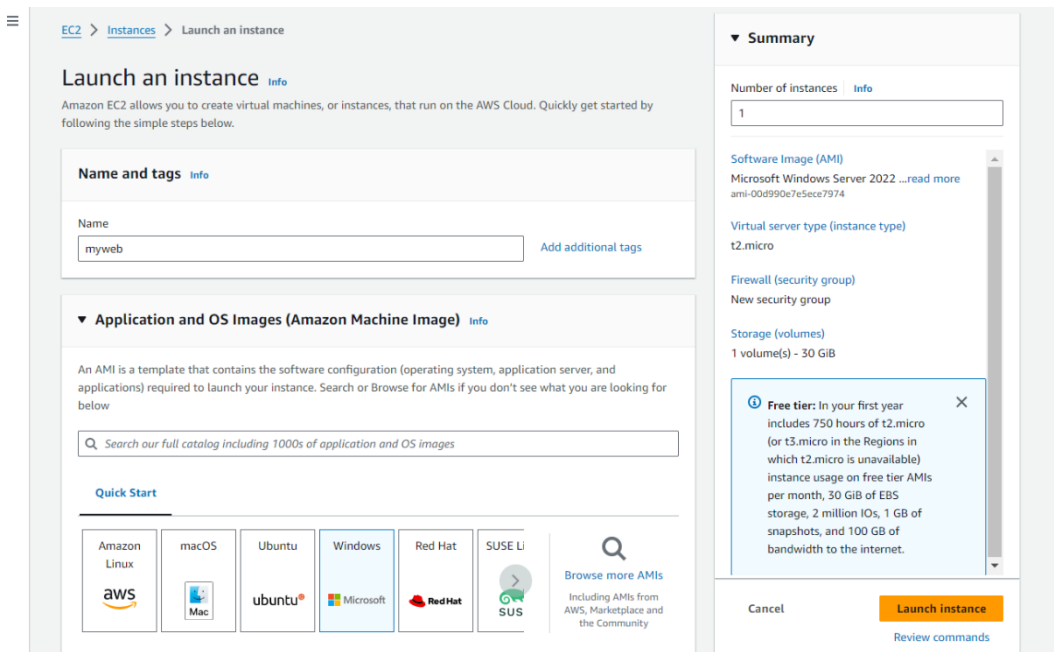 EC2 > Instances > Launch an instance
Launch an instance Info
Amazon EC2 allows you to create virtual machines, or instances, that run on the AWS Cloud. Quickly get started by
following the simple steps below.
Name and tags Info
Name
myweb
Add additional tags
Application and OS Images (Amazon Machine Image) Info
An AMI is a template that contains the software configuration (operating system, application server, and
applications) required to launch your instance. Search or Browse for AMIs if you don't see what you are looking for
below
Search our full catalog including 1000s of application and OS images
Quick Start
Amazon
Linux
aws
macOS
Mac
Ubuntu
ubuntu
Windows
Microsoft
Red Hat
Red Hat
SUSE Li
SUS
Browse more AMIs
Including AMIs from
AWS, Marketplace and
the Community
Summary
Number of instances Info
1
Software Image (AMI)
Microsoft Windows Server 2022 ...read more
ami-00d990e7e5ece7974
Virtual server type (instance type)
t2.micro
Firewall (security group)
New security group
Storage (volumes)
1 volume(s) - 30 GiB
Free tier: In your first year
includes 750 hours of t2.micro
(or t3.micro in the Regions in
which t2.micro is unavailable)
instance usage on free tier AMIs
per month, 30 GiB of EBS
storage, 2 million IOs, 1 GB of
snapshots, and 100 GB of
bandwidth to the internet.
Cancel
Launch instance
Review commands